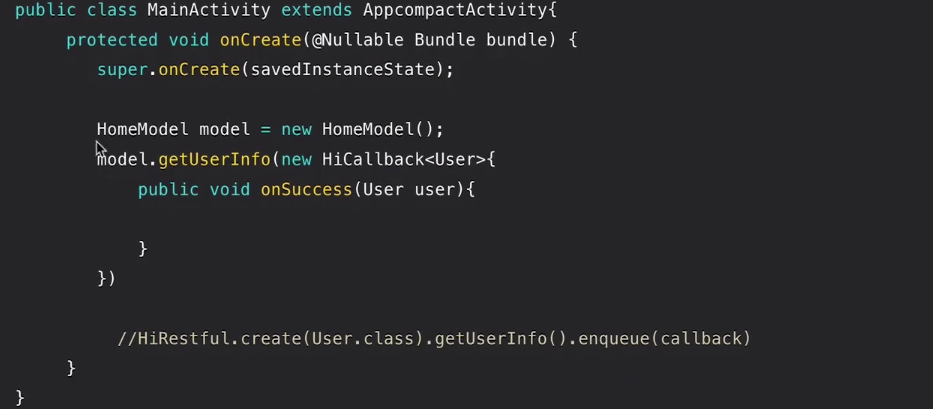 public class MainActivity extends AppcompactActivity{
protected void onCreate(@Nullable Bundle bundle) {
super.onCreate(savedInstanceState);
HomeModel model = new HomeModel();
model.getUserInfo(new HiCallback<User>{
public void onSuccess(User user){
}
})
//HiRestful.create(User.class).getUserInfo().enqueue(callback)
}
}